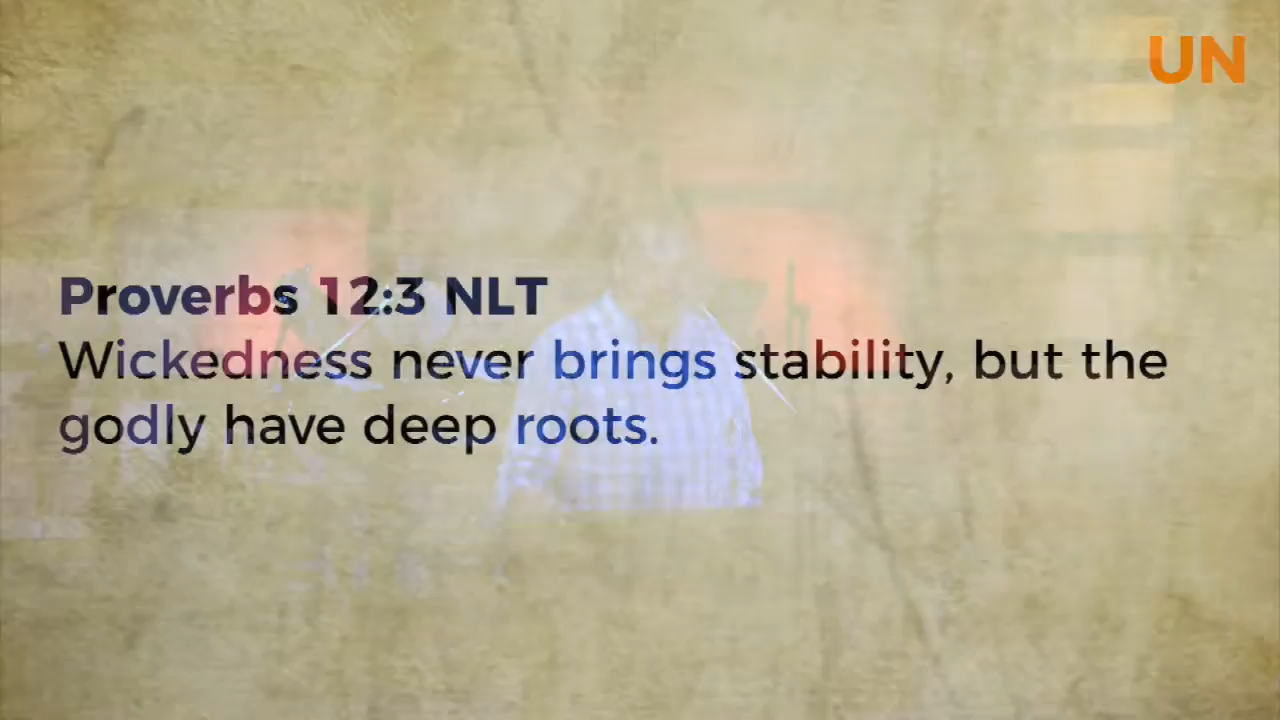 UN
Proverbs 12:3 NLT
Wickedness never brings stability, but the
godly have deep roots.